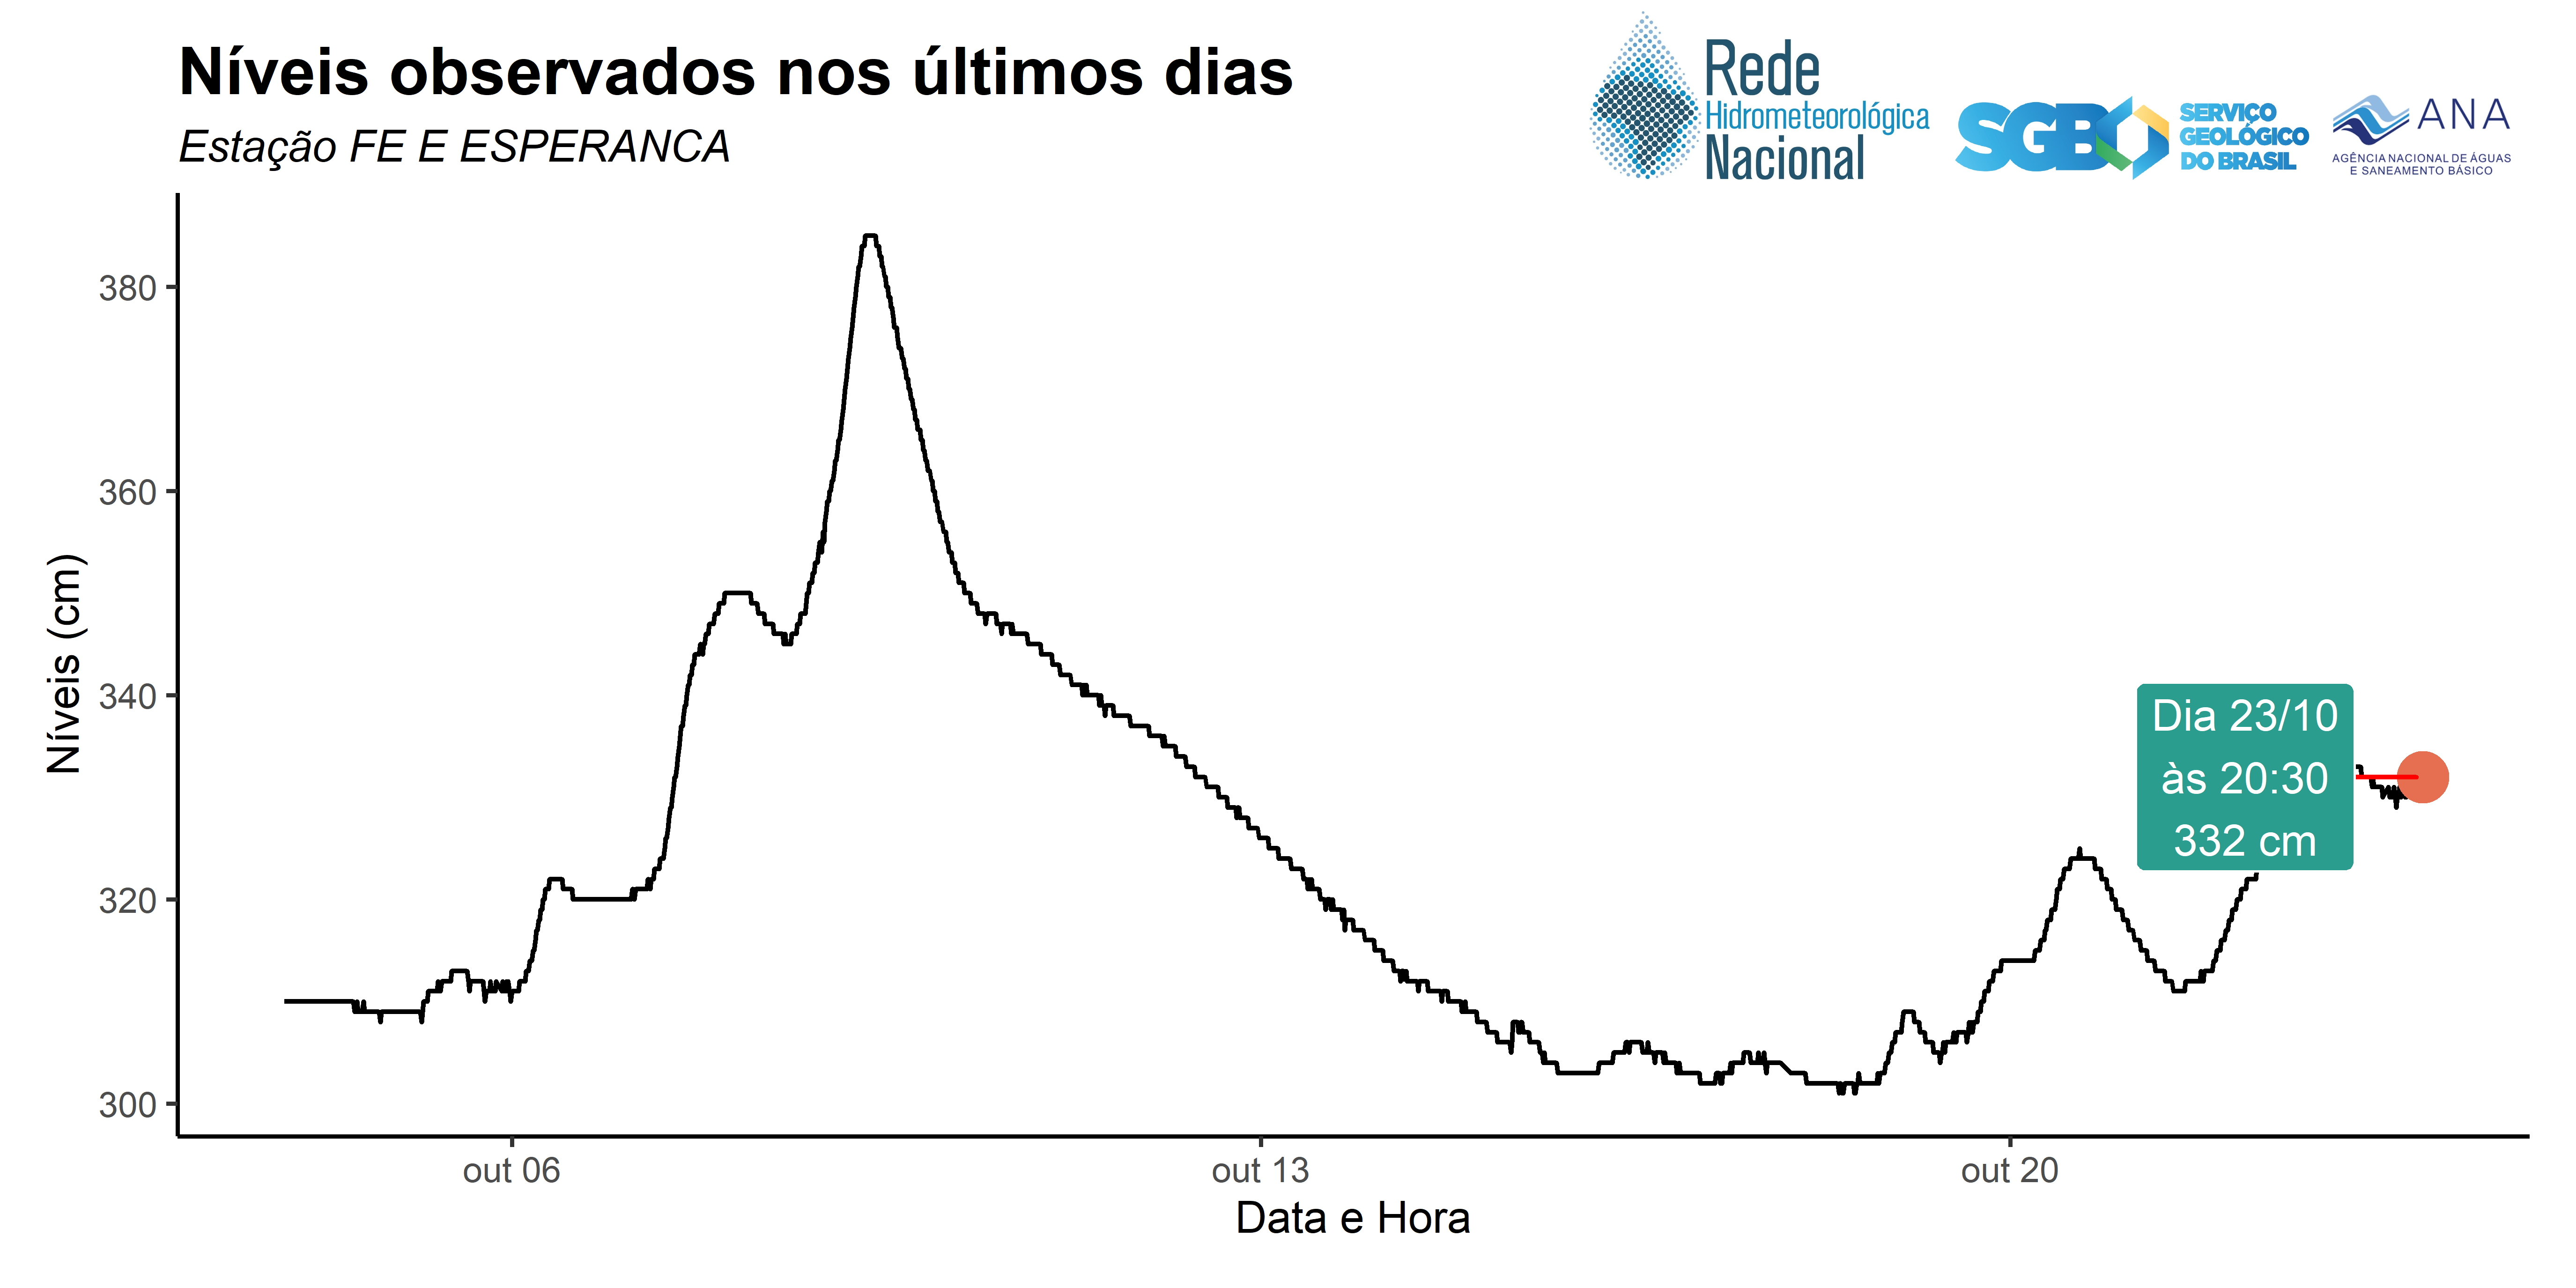 Níveis observados nos últimos dias
Estação FE E ESPERANCA
Rede
Hidrometeorológica
Nacional
SGB
SERVIÇO
GEOLÓGICO
DO BRASIL
ANA
AGÊNCIA NACIONAL DE ÁGUAS
E SANEAMENTO BÁSICO
Níveis (cm)
380
360
340
320
300
Dia 23/10
às 20:30
332 cm
out 06
out 13
out 20
Data e Hora